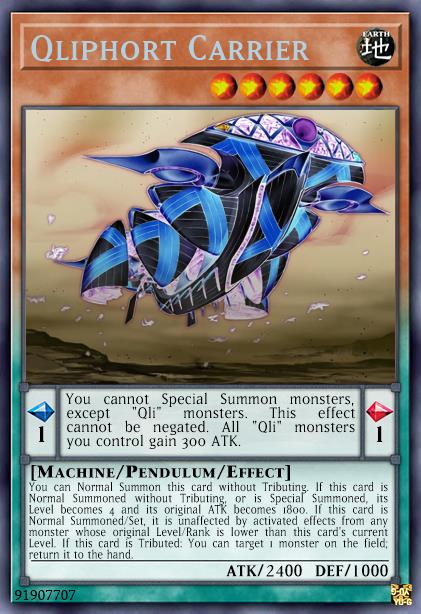 Qliphort Carrier
EARTH
地
You cannot Special Summon monsters,
except "Qli" monsters. This effect
cannot be negated. All "Qli" monsters
you control gain 300 ATK.
1
1
[Machine/Pendulum/Effect]
You can Normal Summon this card without Tributing. If this card is
Normal Summoned without Tributing, or is Special Summoned, its
Level becomes 4 and its original ATK becomes 1800. If this card is
Normal Summoned/Set, it is unaffected by activated effects from any
monster whose original Level/Rank is lower than this card's current
Level. If this card is Tributed: You can target 1 monster on the field;
return it to the hand.
ATK/2400 DEF/1000
91907707